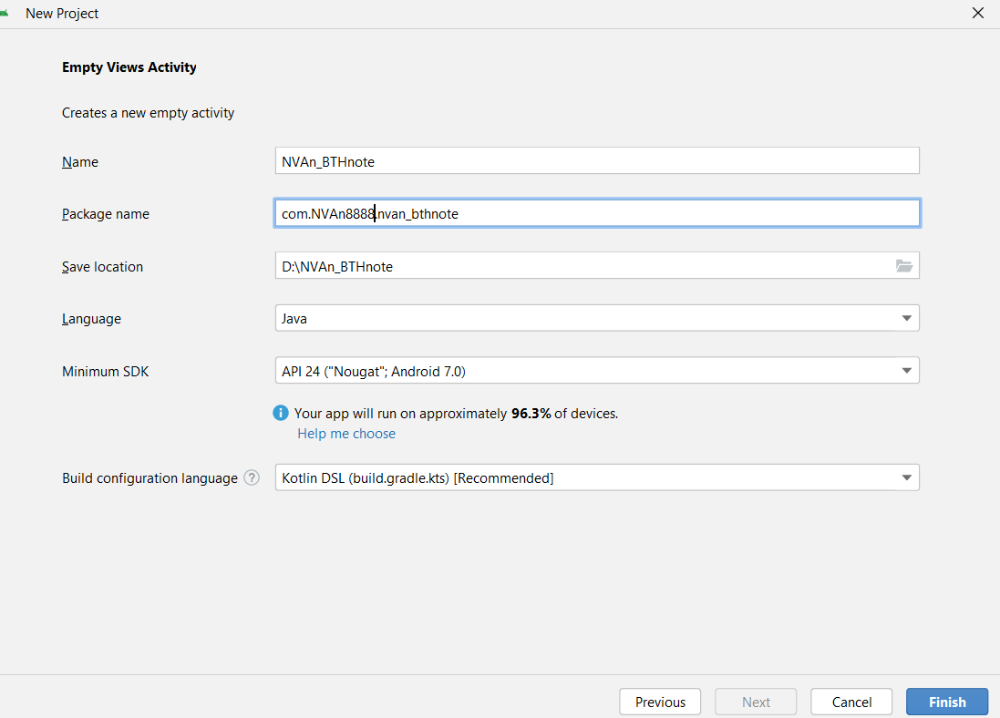 New Project
Empty Views Activity
Creates a new empty activity
Name NVAn_BTHnote
Package name com.NVAn8888.nvan_bthnote
Save location D:\NVAn_BTHnote
Language Java
Minimum SDK API 24 ("Nougat"; Android 7.0)
Your app will run on approximately 96.3% of devices.
Help me choose
Build configuration language ? Kotlin DSL (build.gradle.kts) [Recommended]
Previous Next Cancel Finish